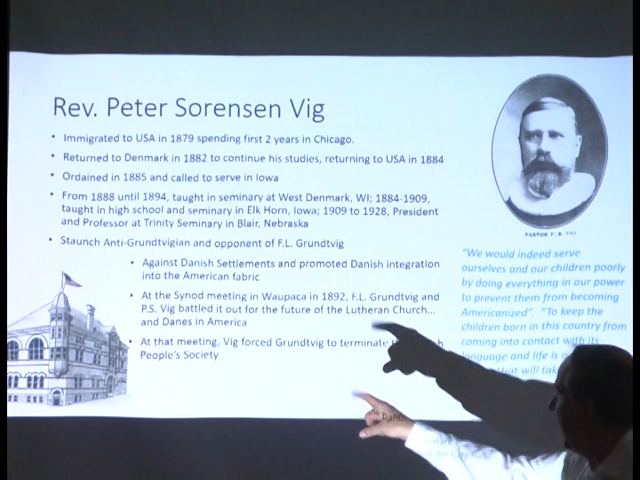 Rev. Peter Sorensen Vig
• Immigrated to USA in 1879 spending first 2 years in Chicago.
• Returned to Denmark in 1882 to continue his studies, returning to USA in 1884
• Ordained in 1885 and called to serve in Iowa
• From 1888 until 1894, taught in seminary at West Denmark, WI; 1884-1909,
taught in high school and seminary in Elk Horn, Iowa; 1909 to 1928, President
and Professor at Trinity Seminary in Blair, Nebraska
• Staunch Anti-Grundtvigian and opponent of F.L. Grundtvig
• Against Danish Settlements and promoted Danish integration
into the American fabric
• At the Synod meeting in Waupaca in 1892, F.L. Grundtvig and
P.S. Vig battled it out for the future of the Lutheran Church...
and Danes in America
• At that meeting, Vig forced Grundtvig to terminate
People's Society
PASTOR P. S. VIG
"We would indeed serve
ourselves and our children poorly
by doing everything in our power
to prevent them from becoming
Americanized". "To keep the
children born in this country from
coming into contact with its
language and life is
that will